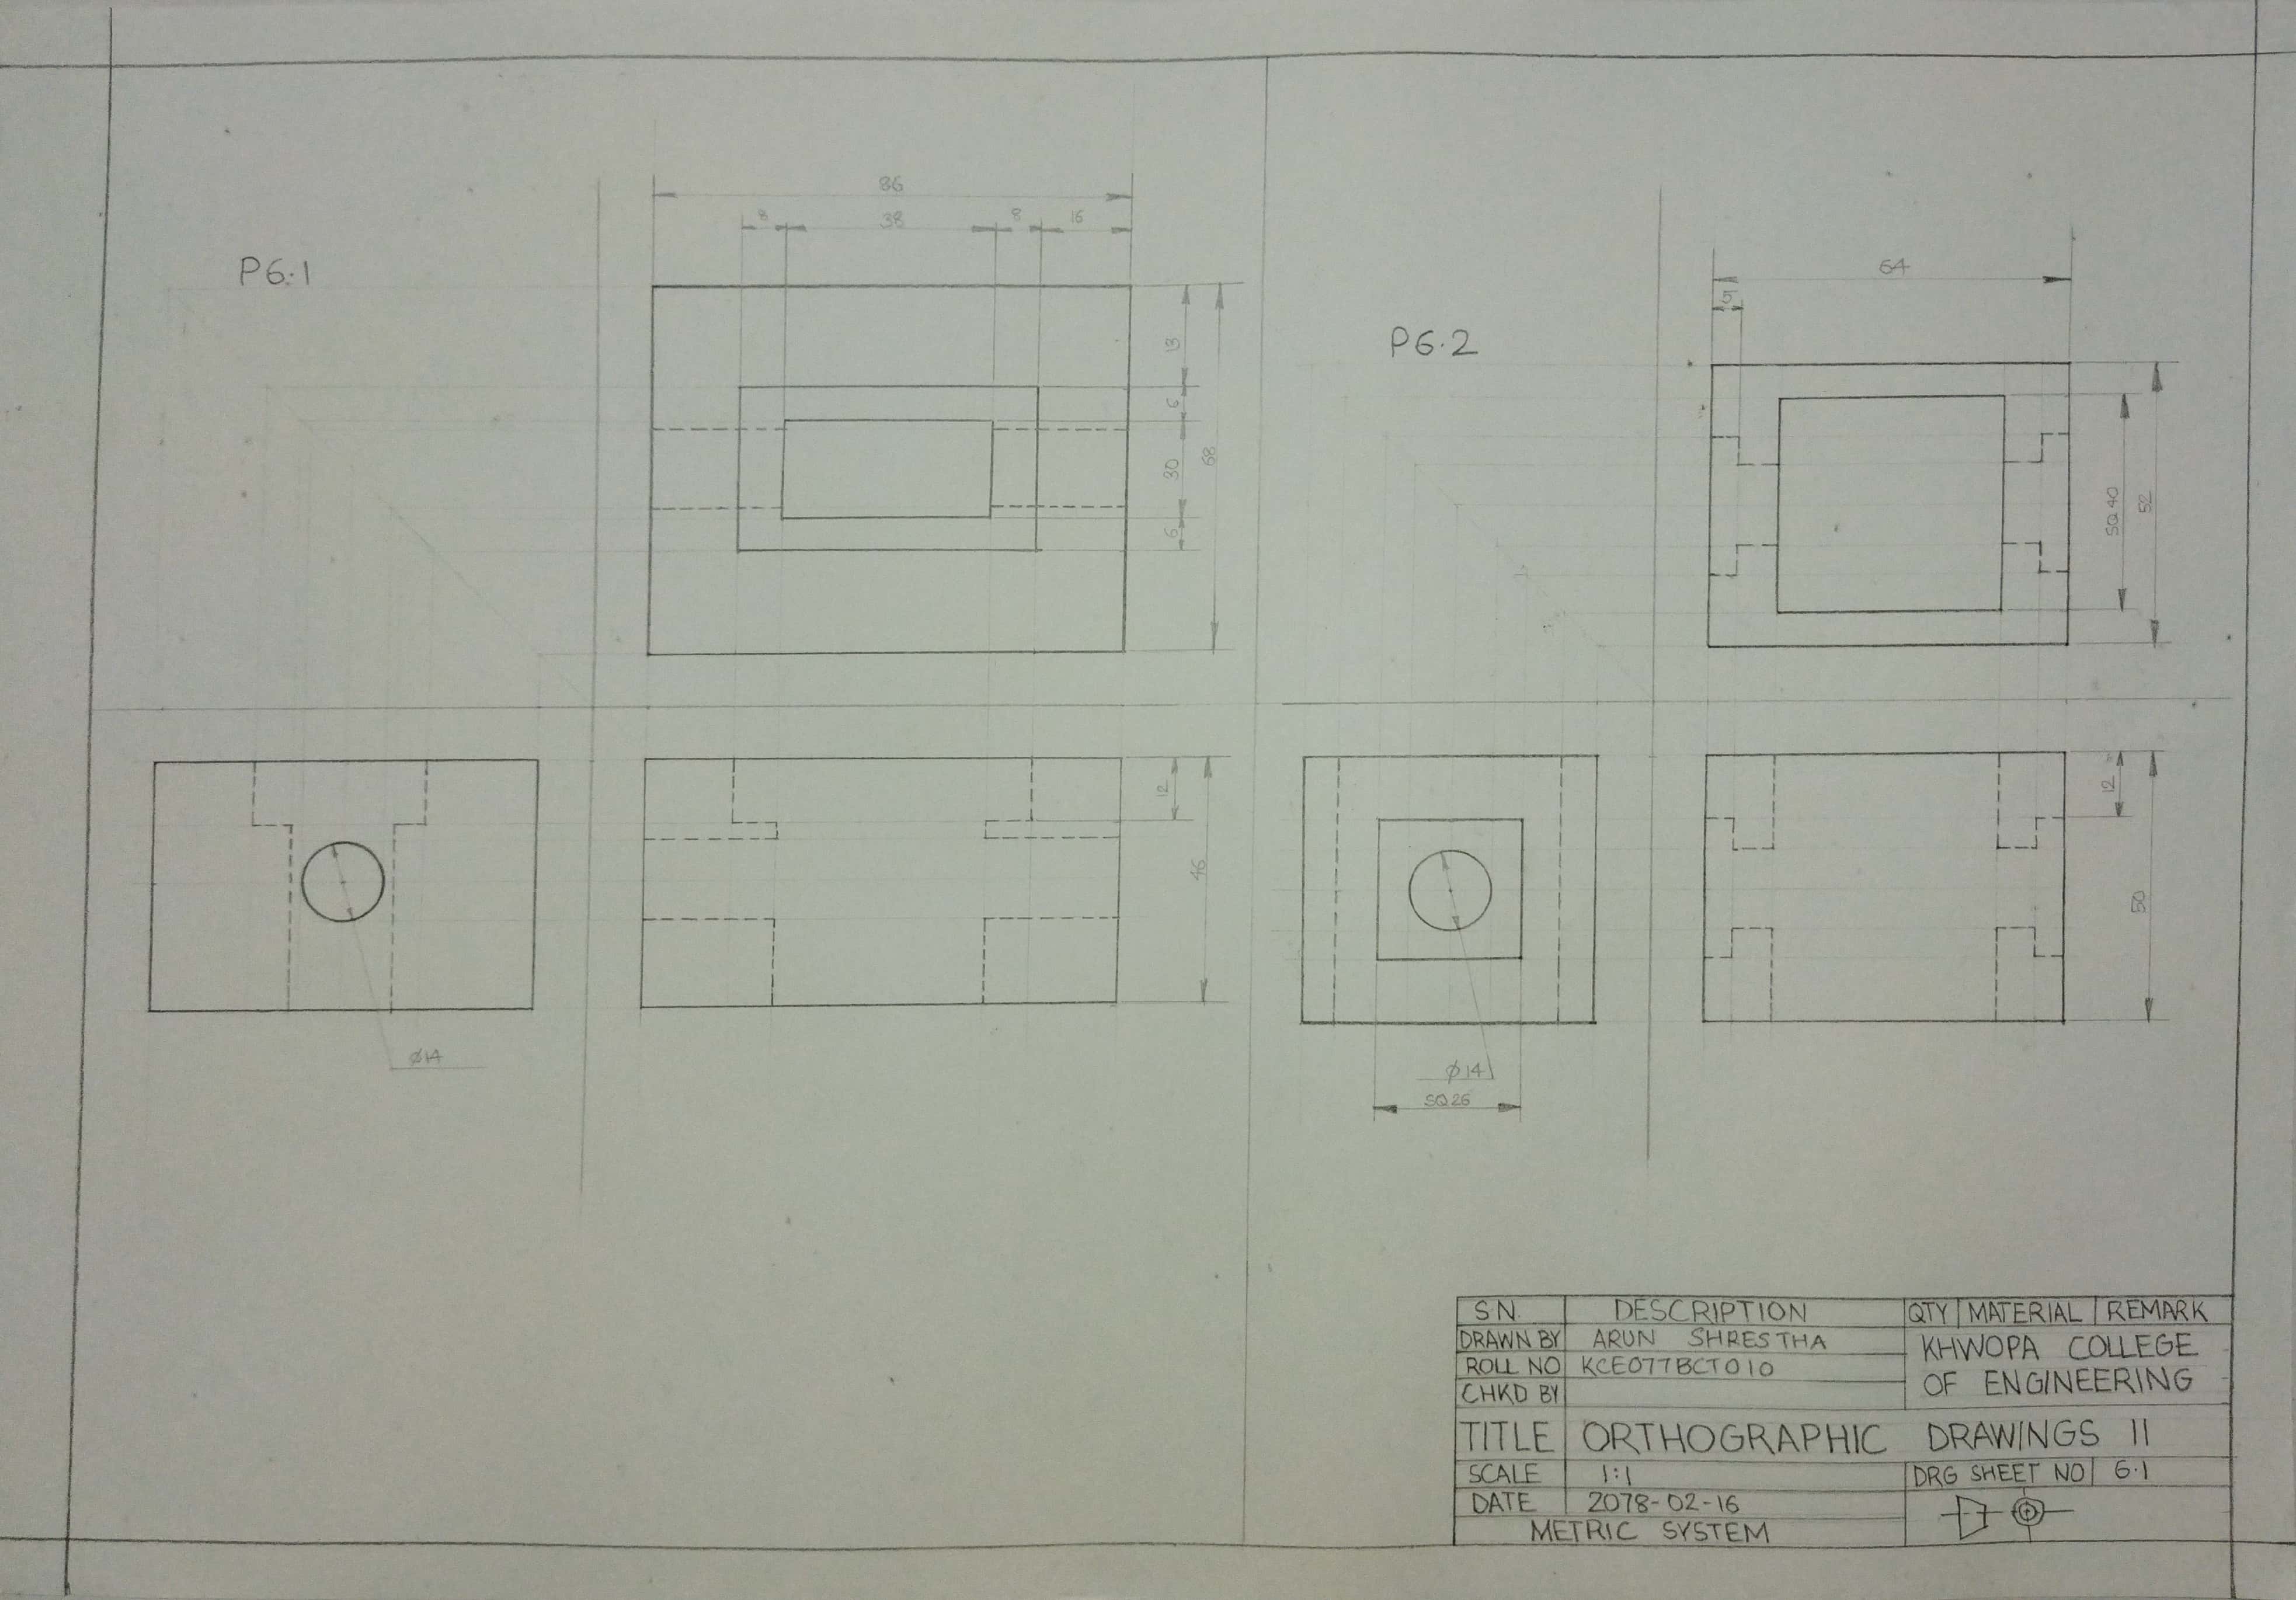 86
8 38 8 16
P6.1
13
6
30
68
6
12
46
ø14
64
5
P6.2
SQ 40
52
12
50
ø14
SQ26
SN. DESCRIPTION QTY MATERIAL REMARK
DRAWN BY ARUN SHRESTHA KHWOPA COLLEGE
ROLL NO KCE077BCT010 OF ENGINEERING
CHKD BY
TITLE ORTHOGRAPHIC DRAWINGS II
SCALE 1:1 DRG SHEET NO 6.1
DATE 2078-02-16
METRIC SYSTEM